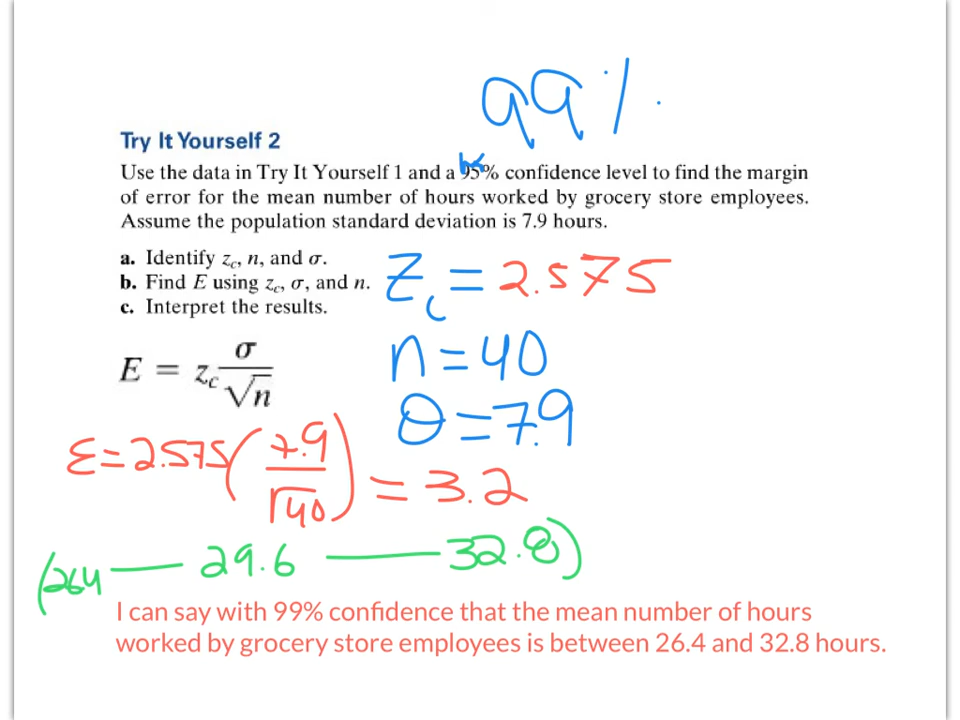 99%
Try It Yourself 2
Use the data in Try It Yourself 1 and a 95% confidence level to find the margin
of error for the mean number of hours worked by grocery store employees.
Assume the population standard deviation is 7.9 hours.
a. Identify z_c, n, and σ.
b. Find E using z_c, σ, and n.
c. Interpret the results.
Z_c = 2.575
n = 40
E = z_c σ/√n
σ = 7.9
E = 2.575 (7.9/√40) = 3.2
(26.4 — 29.6 — 32.8)
I can say with 99% confidence that the mean number of hours
worked by grocery store employees is between 26.4 and 32.8 hours.